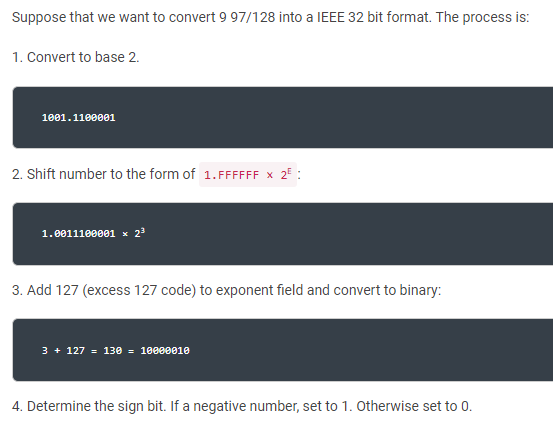 Suppose that we want to convert 9 97/128 into a IEEE 32 bit format. The process is:
1. Convert to base 2.
1001.1100001
2. Shift number to the form of 1.FFFFFF x 2ᴱ :
1.0011100001 x 2³
3. Add 127 (excess 127 code) to exponent field and convert to binary:
3 + 127 = 130 = 10000010
4. Determine the sign bit. If a negative number, set to 1. Otherwise set to 0.